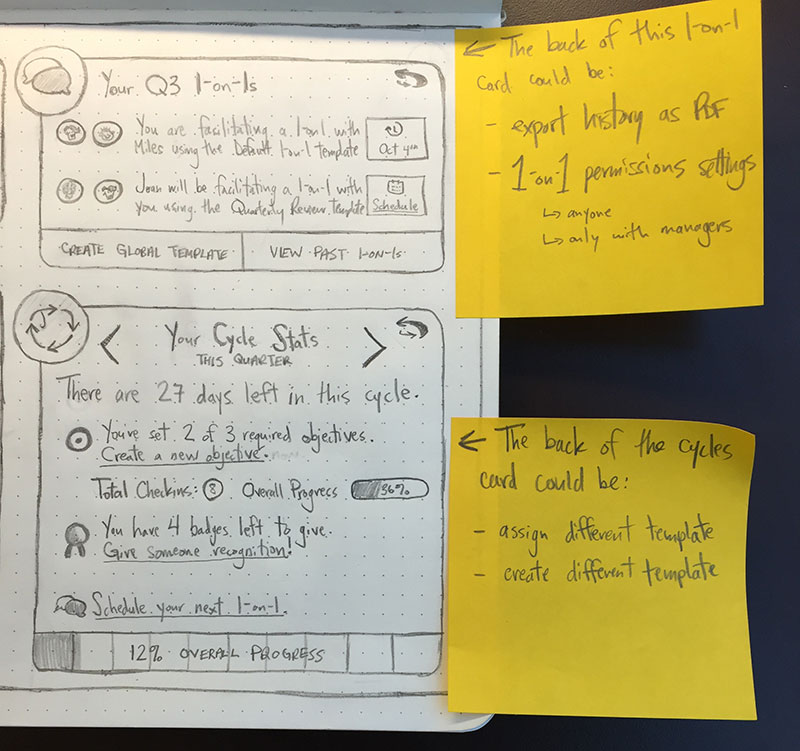 Your Q3 1-on-1s
You are facilitating a 1-on-1 with
Miles using the Default 1-on-1 template
Oct 4th
Joan will be facilitating a 1-on-1 with
you using the Quarterly Review Template
Schedule
CREATE GLOBAL TEMPLATE
VIEW PAST 1-ON-1s
Your Cycle Stats
THIS QUARTER
There are 27 days left in this cycle.
You've set 2 of 3 required objectives.
Create a new objective.
Total Checkins: 8 Overall Progress 36%
You have 4 badges left to give.
Give someone recognition!
Schedule your next 1-on-1.
12% OVERALL PROGRESS
← The back of this 1-on-1
card could be:
- export history as PDF
- 1-on-1 permissions settings
↳ anyone
↳ only with managers
← The back of the cycles
card could be:
- assign different template
- create different template